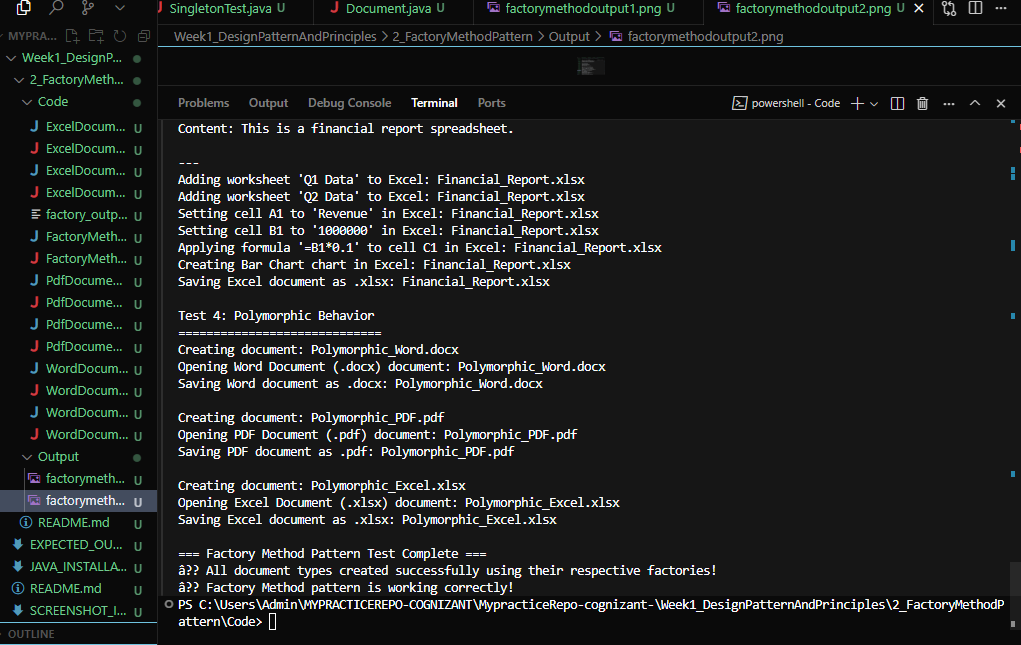 SingletonTest.java U
Document.java U
factorymethodoutput1.png U
factorymethodoutput2.png U
MYPRA...
Week1_DesignPatternAndPrinciples > 2_FactoryMethodPattern > Output > factorymethodoutput2.png
Week1_DesignP...
2_FactoryMeth...
Code
ExcelDocum... U
ExcelDocum... U
ExcelDocum... U
ExcelDocum... U
factory_outp... U
FactoryMeth... U
FactoryMeth... U
PdfDocume... U
PdfDocume... U
PdfDocume... U
PdfDocume... U
WordDocum... U
WordDocum... U
WordDocum... U
WordDocum... U
Output
factorymeth... U
factorymeth... U
README.md U
EXPECTED_OU... U
JAVA_INSTALLA... U
README.md U
SCREENSHOT_I... U
OUTLINE
Problems Output Debug Console Terminal Ports
powershell - Code
Content: This is a financial report spreadsheet.
---
Adding worksheet 'Q1 Data' to Excel: Financial_Report.xlsx
Adding worksheet 'Q2 Data' to Excel: Financial_Report.xlsx
Setting cell A1 to 'Revenue' in Excel: Financial_Report.xlsx
Setting cell B1 to '1000000' in Excel: Financial_Report.xlsx
Applying formula '=B1*0.1' to cell C1 in Excel: Financial_Report.xlsx
Creating Bar Chart chart in Excel: Financial_Report.xlsx
Saving Excel document as .xlsx: Financial_Report.xlsx
Test 4: Polymorphic Behavior
=============================
Creating document: Polymorphic_Word.docx
Opening Word Document (.docx) document: Polymorphic_Word.docx
Saving Word document as .docx: Polymorphic_Word.docx
Creating document: Polymorphic_PDF.pdf
Opening PDF Document (.pdf) document: Polymorphic_PDF.pdf
Saving PDF document as .pdf: Polymorphic_PDF.pdf
Creating document: Polymorphic_Excel.xlsx
Opening Excel Document (.xlsx) document: Polymorphic_Excel.xlsx
Saving Excel document as .xlsx: Polymorphic_Excel.xlsx
=== Factory Method Pattern Test Complete ===
â?? All document types created successfully using their respective factories!
â?? Factory Method pattern is working correctly!
PS C:\Users\Admin\MYPRACTICEREPO-COGNIZANT\MypracticeRepo-cognizant-\Week1_DesignPatternAndPrinciples\2_FactoryMethodP
attern\Code>